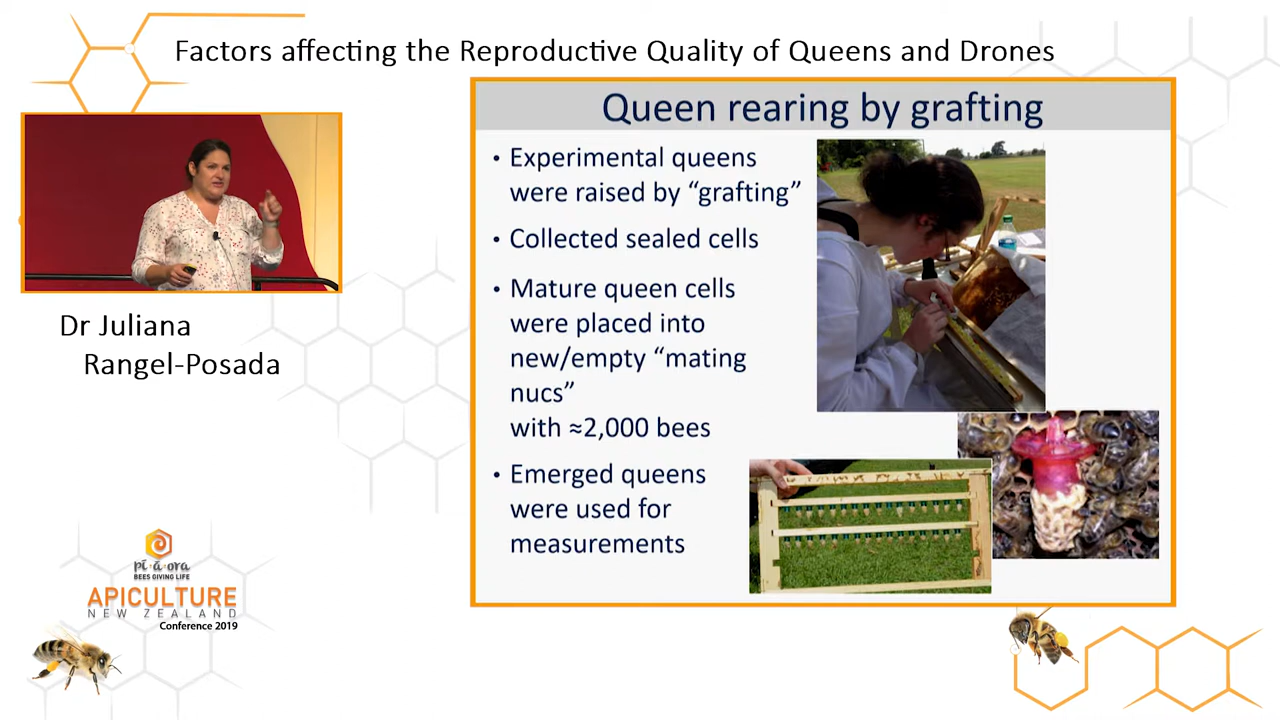 Factors affecting the Reproductive Quality of Queens and Drones
Queen rearing by grafting
• Experimental queens
were raised by “grafting”
• Collected sealed cells
• Mature queen cells
were placed into
new/empty “mating
nucs”
with ≈2,000 bees
• Emerged queens
were used for
measurements
Dr Juliana
Rangel-Posada
pī·ā·ora
BEES GIVING LIFE
APICULTURE
NEW ZEALAND
Conference 2019